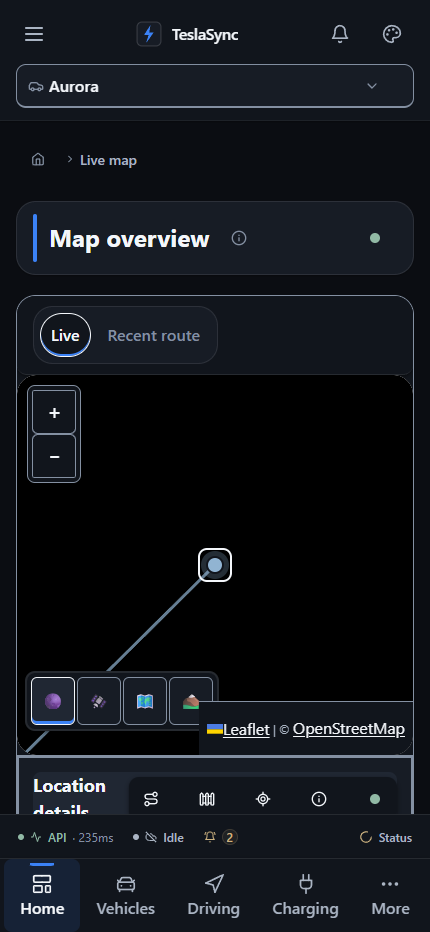 TeslaSync
Aurora
Live map
Map overview
Live
Recent route
+
−
Leaflet | © OpenStreetMap
Location
details
API · 235ms
Idle
2
Status
Home
Vehicles
Driving
Charging
More